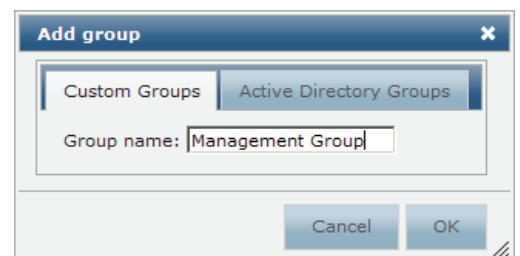 Add group
Custom Groups Active Directory Groups
Group name: Management Group
Cancel OK